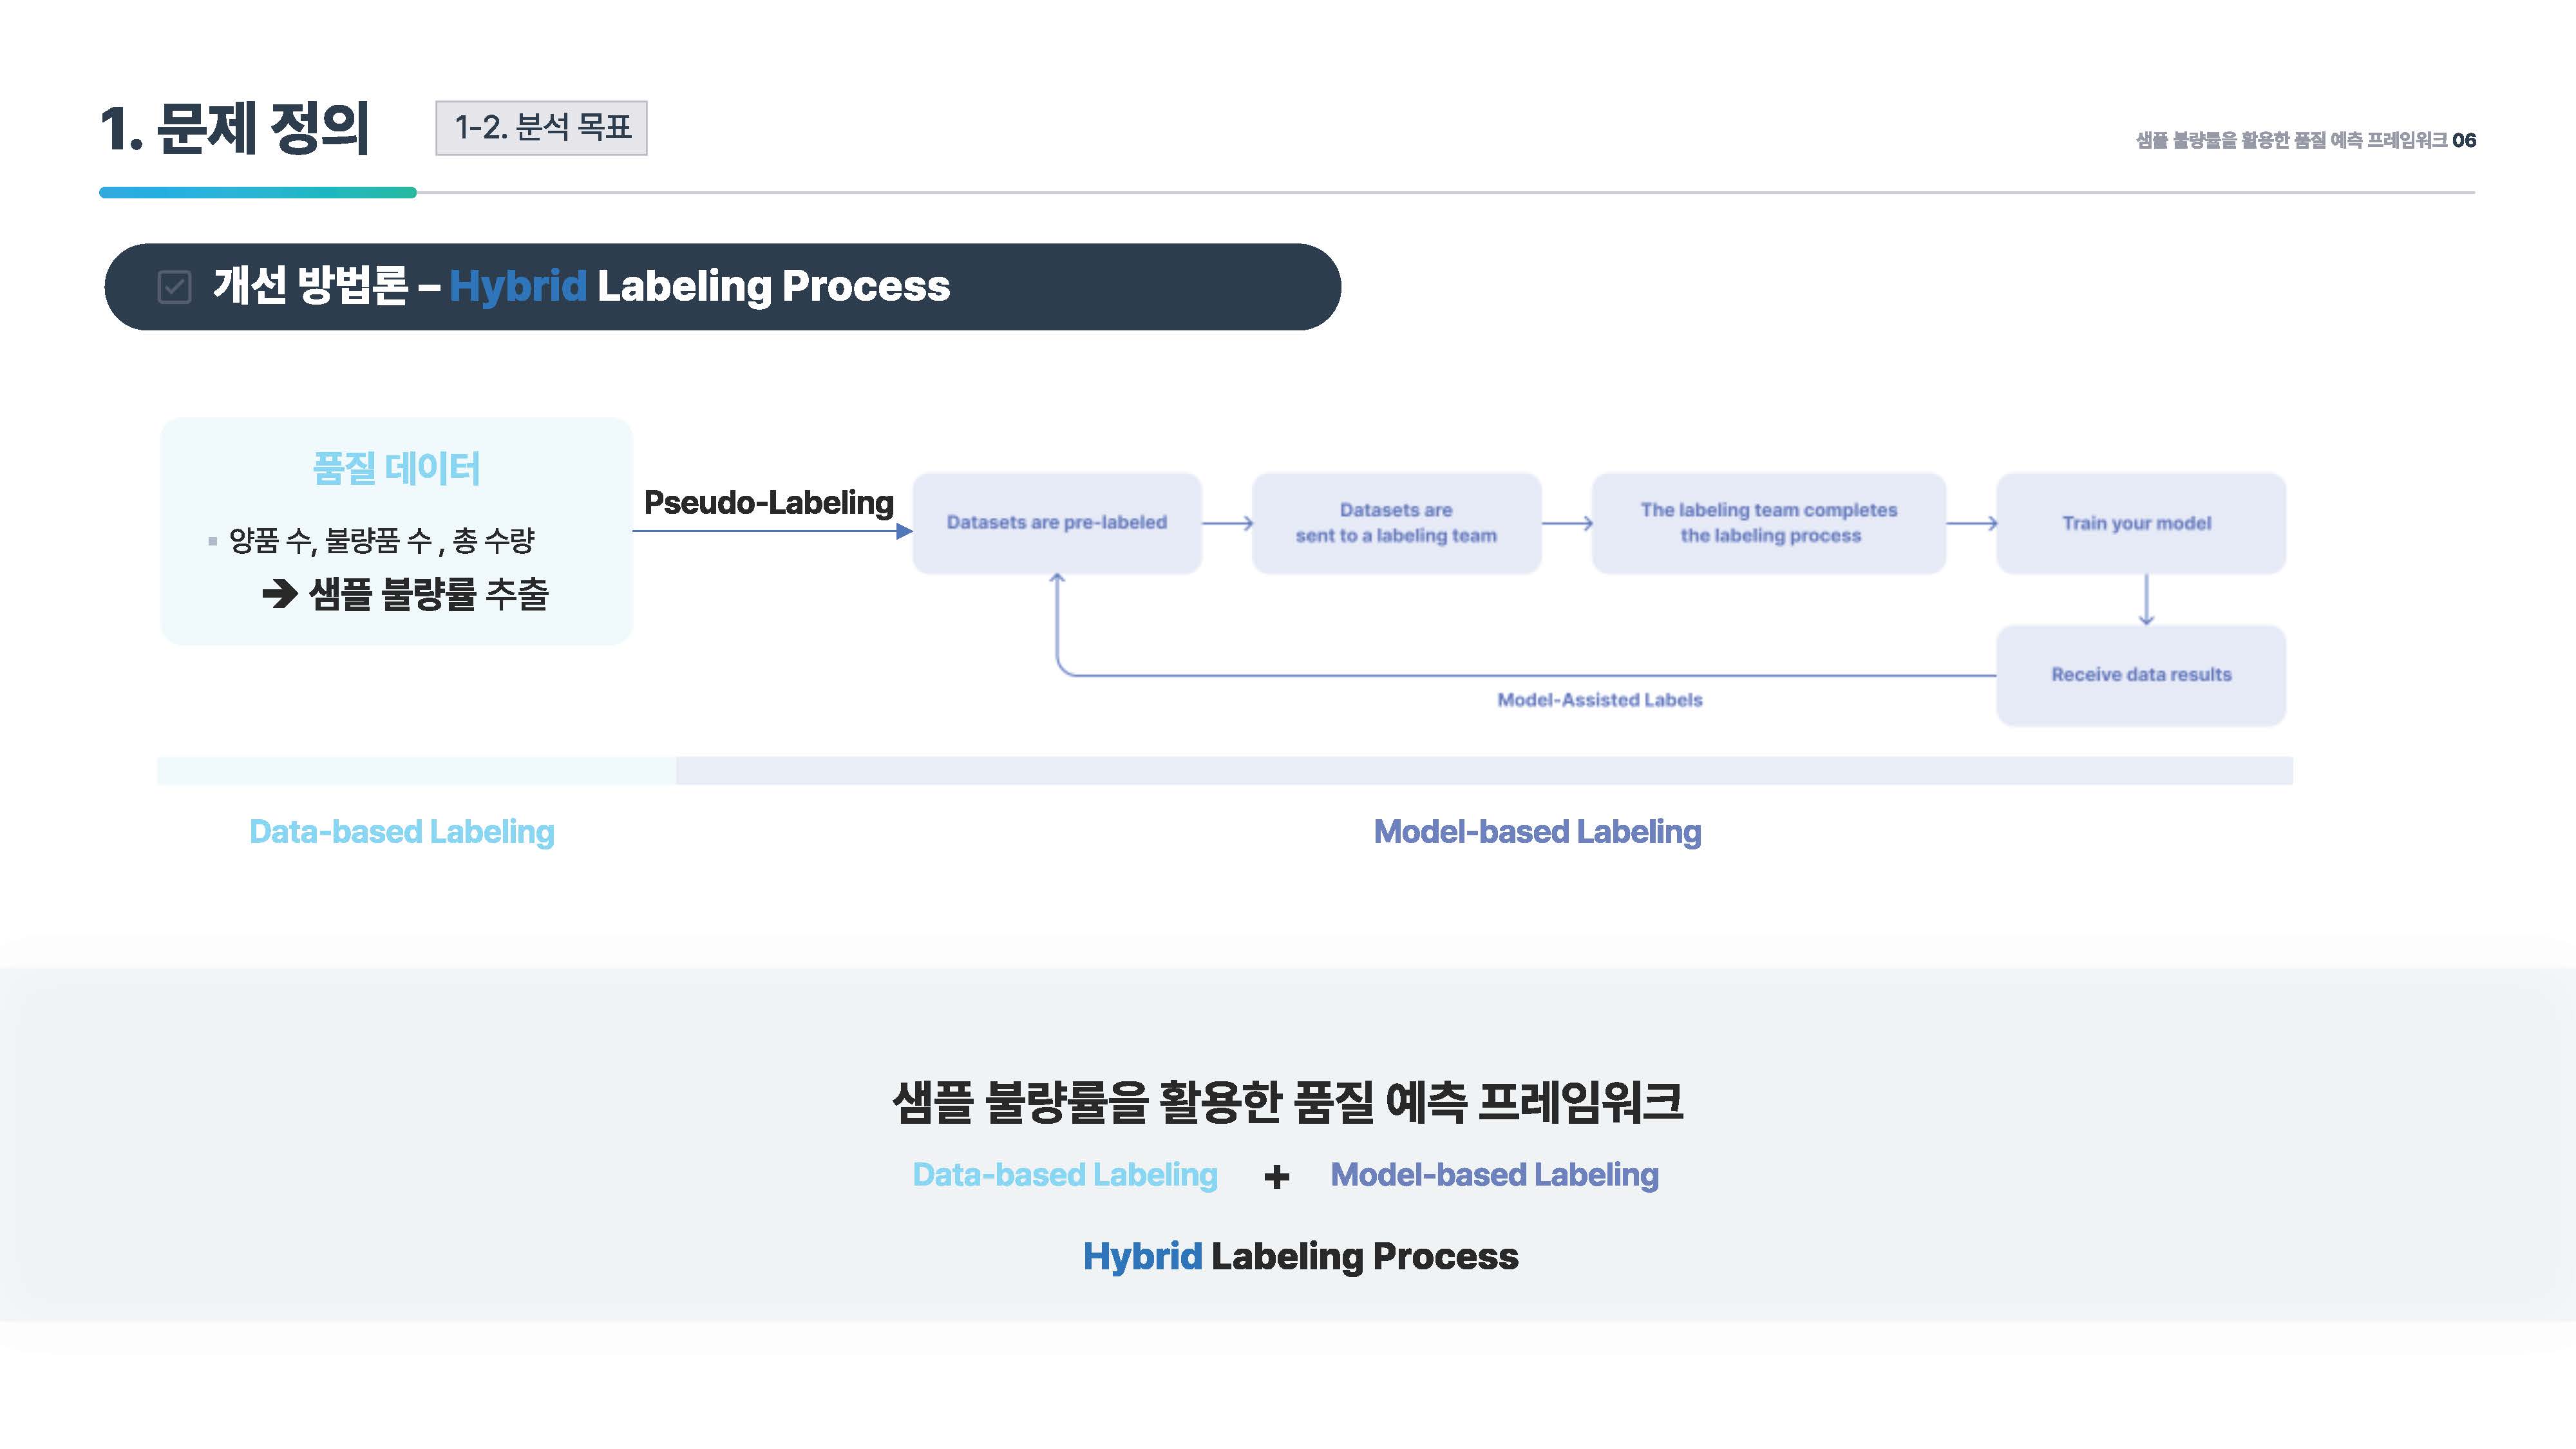 1. 문제 정의
1-2. 분석 목표
샘플 불량률을 활용한 품질 예측 프레임워크 06
개선 방법론 – Hybrid Labeling Process
품질 데이터
▪ 양품 수, 불량품 수 , 총 수량
➔ 샘플 불량률 추출
Pseudo-Labeling
Datasets are pre-labeled
Datasets are
sent to a labeling team
The labeling team completes
the labeling process
Train your model
Receive data results
Model-Assisted Labels
Data-based Labeling
Model-based Labeling
샘플 불량률을 활용한 품질 예측 프레임워크
Data-based Labeling + Model-based Labeling
Hybrid Labeling Process